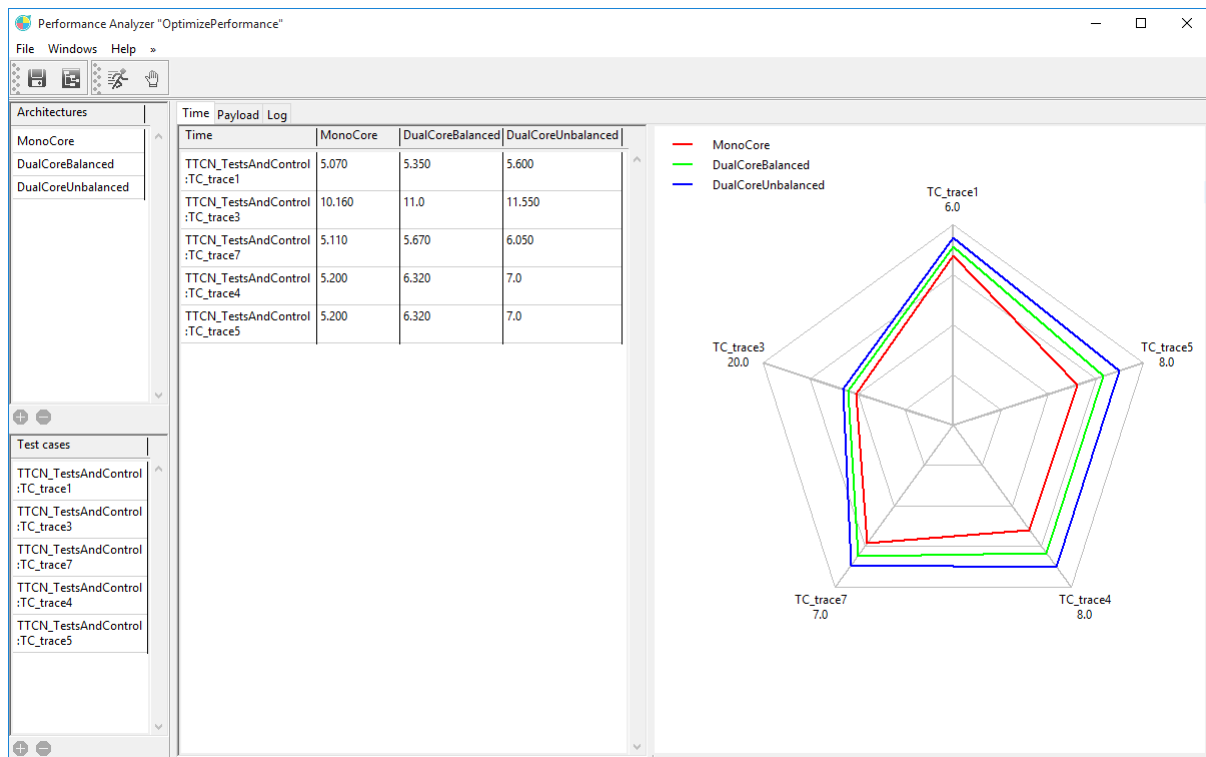 Performance Analyzer "OptimizePerformance"
File Windows Help »
Architectures
MonoCore
DualCoreBalanced
DualCoreUnbalanced
Test cases
TTCN_TestsAndControl
:TC_trace1
TTCN_TestsAndControl
:TC_trace3
TTCN_TestsAndControl
:TC_trace7
TTCN_TestsAndControl
:TC_trace4
TTCN_TestsAndControl
:TC_trace5
Time Payload Log
Time MonoCore DualCoreBalanced DualCoreUnbalanced
TTCN_TestsAndControl 5.070 5.350 5.600
:TC_trace1
TTCN_TestsAndControl 10.160 11.0 11.550
:TC_trace3
TTCN_TestsAndControl 5.110 5.670 6.050
:TC_trace7
TTCN_TestsAndControl 5.200 6.320 7.0
:TC_trace4
TTCN_TestsAndControl 5.200 6.320 7.0
:TC_trace5
MonoCore
DualCoreBalanced
DualCoreUnbalanced
TC_trace1
6.0
TC_trace3
20.0
TC_trace5
8.0
TC_trace7
7.0
TC_trace4
8.0